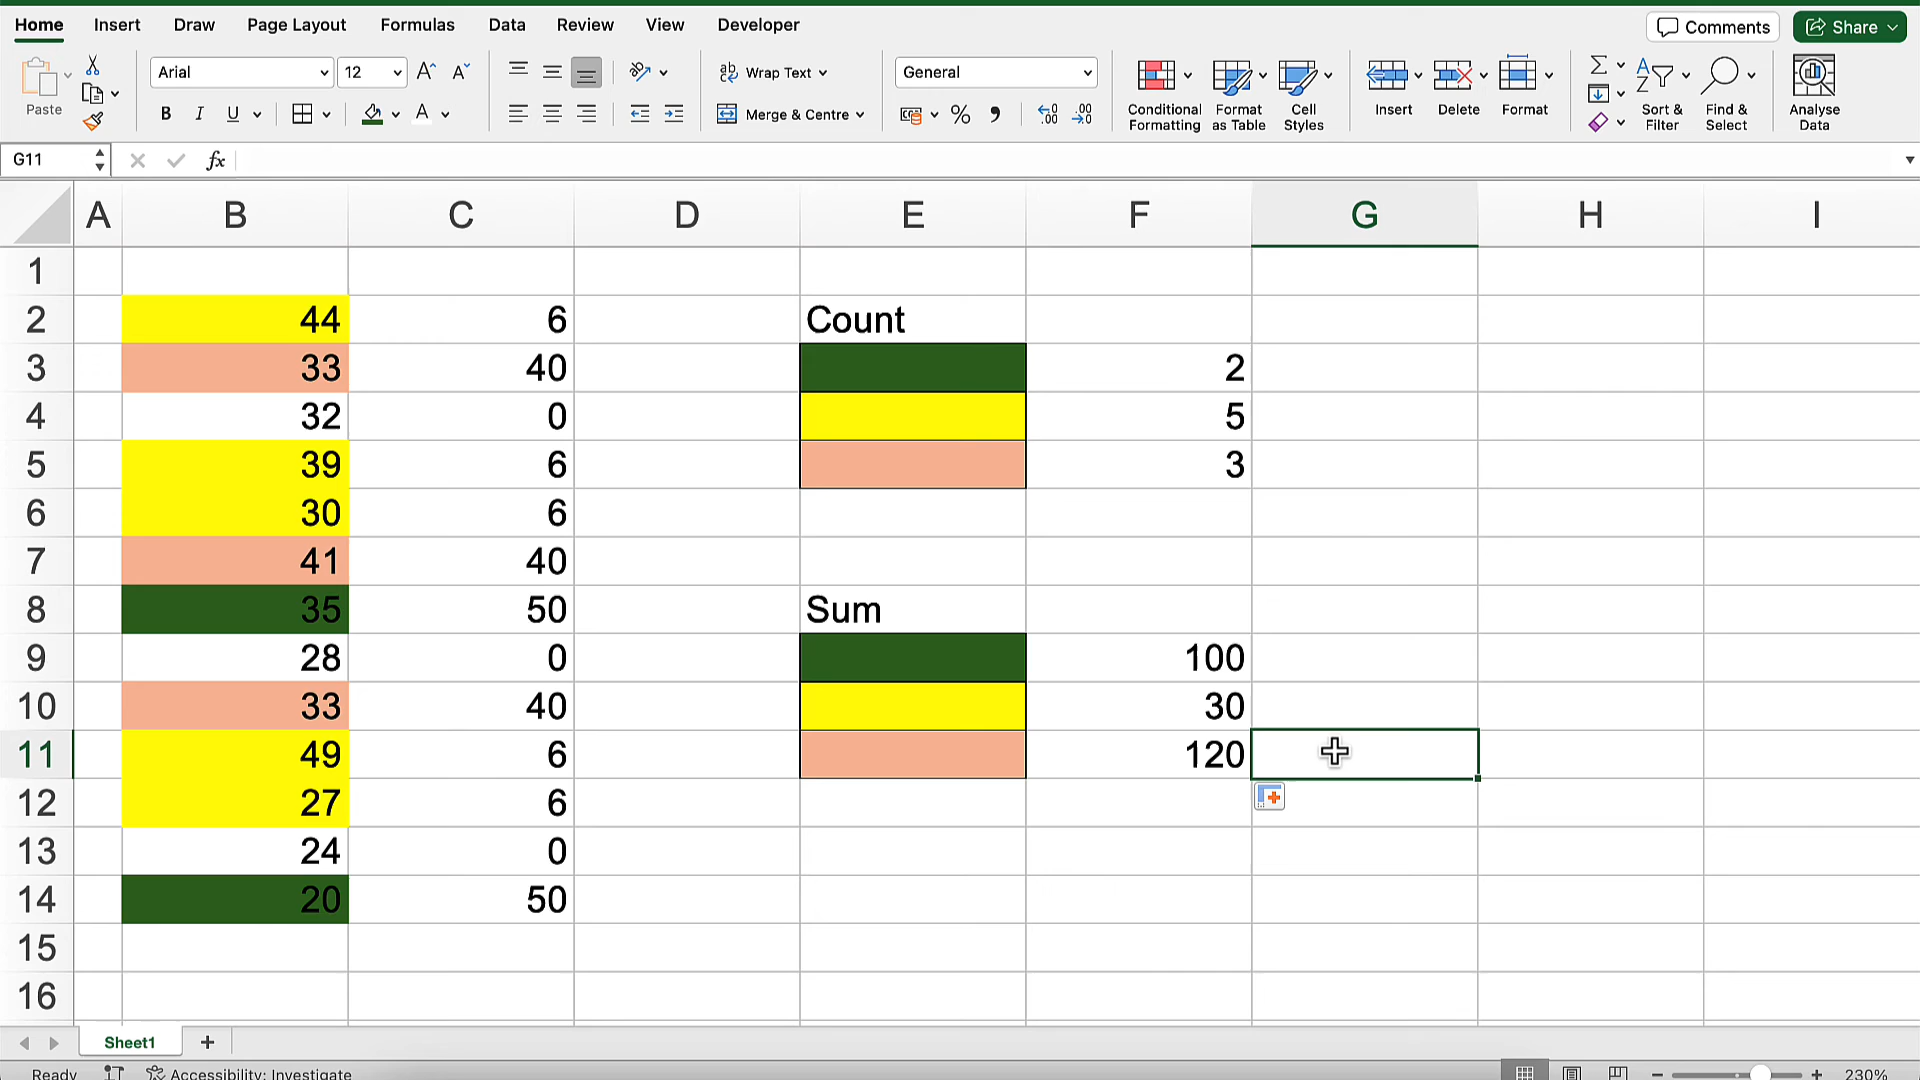 Home Insert Draw Page Layout Formulas Data Review View Developer Comments Share
Paste Arial 12 A^ A˅ Wrap Text General
B I U A Merge & Centre % , .00 .00
Conditional Formatting Format as Table Cell Styles Insert Delete Format Sort & Filter Find & Select Analyse Data
G11 fx
A B C D E F G H I
1
2 44 6 Count
3 33 40 2
4 32 0 5
5 39 6 3
6 30 6
7 41 40
8 35 50 Sum
9 28 0 100
10 33 40 30
11 49 6 120
12 27 6
13 24 0
14 20 50
15
16
Sheet1 +
Ready Accessibility: Investigate 230%